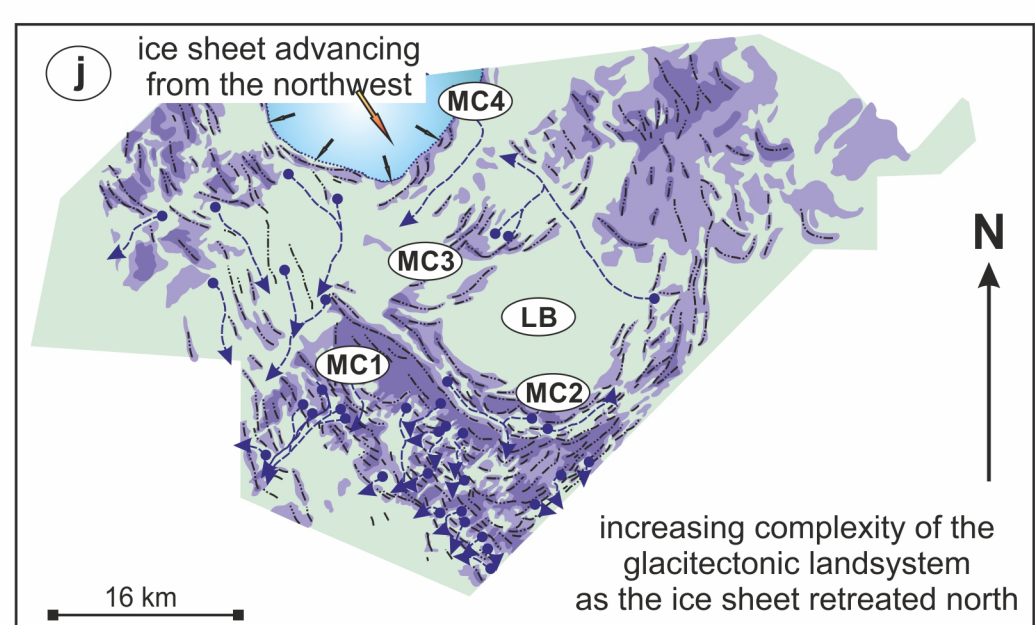 j
ice sheet advancing
from the northwest
MC4
N
MC3
LB
MC1
MC2
increasing complexity of the
glacitectonic landsystem
as the ice sheet retreated north
16 km